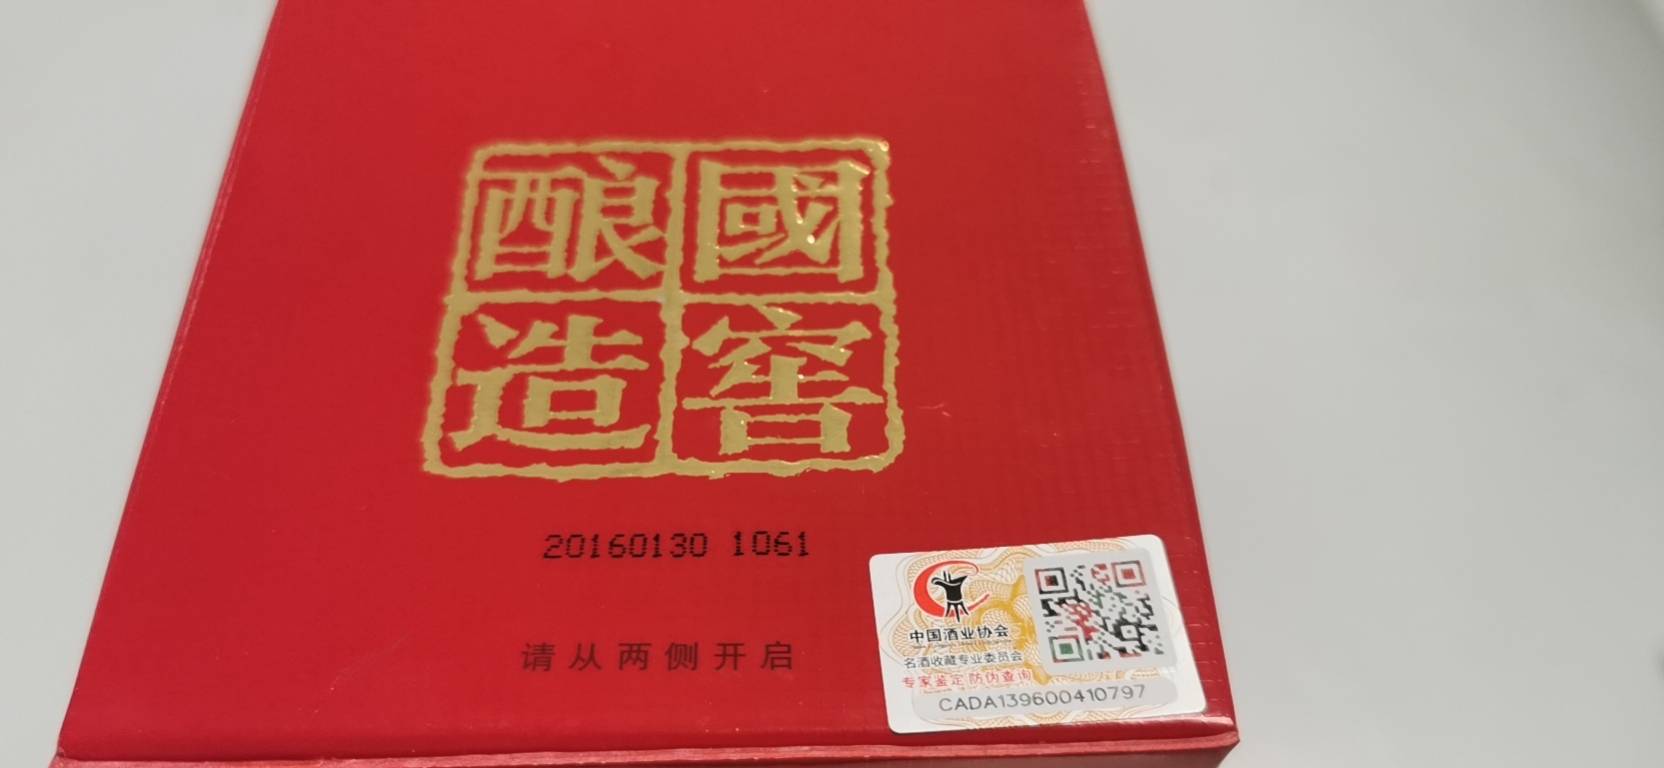 國窖
酿造
20160130 1061
请从两侧开启
中国酒业协会
名酒收藏专业委员会
专家鉴定 防伪查询
CADA139600410797